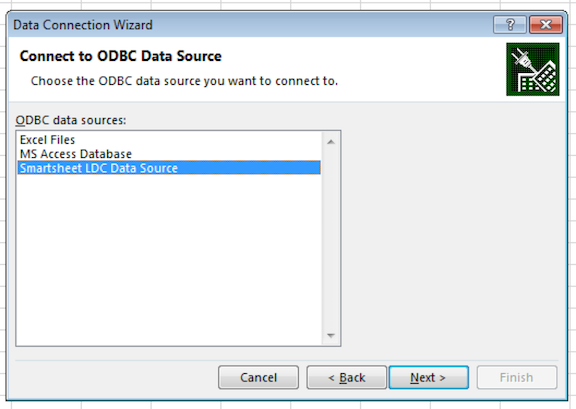 Data Connection Wizard
?
Connect to ODBC Data Source
Choose the ODBC data source you want to connect to.
ODBC data sources:
Excel Files
MS Access Database
Smartsheet LDC Data Source
Cancel < Back Next > Finish